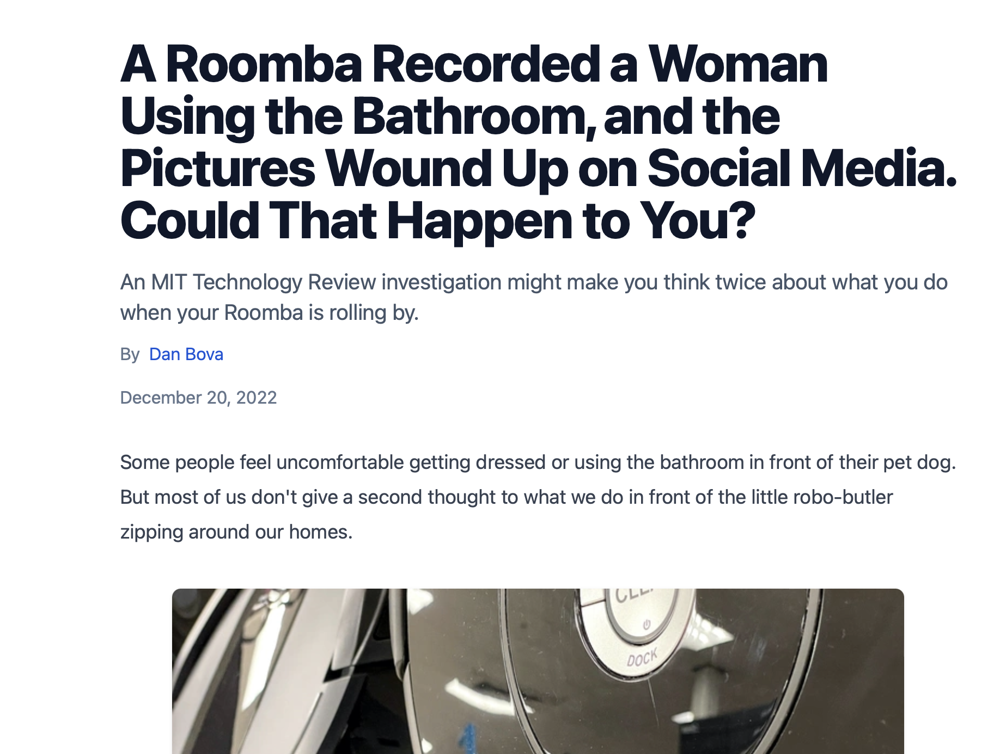 A Roomba Recorded a Woman
Using the Bathroom, and the
Pictures Wound Up on Social Media.
Could That Happen to You?
An MIT Technology Review investigation might make you think twice about what you do
when your Roomba is rolling by.
By Dan Bova
December 20, 2022
Some people feel uncomfortable getting dressed or using the bathroom in front of their pet dog.
But most of us don't give a second thought to what we do in front of the little robo-butler
zipping around our homes.
DOCK
1